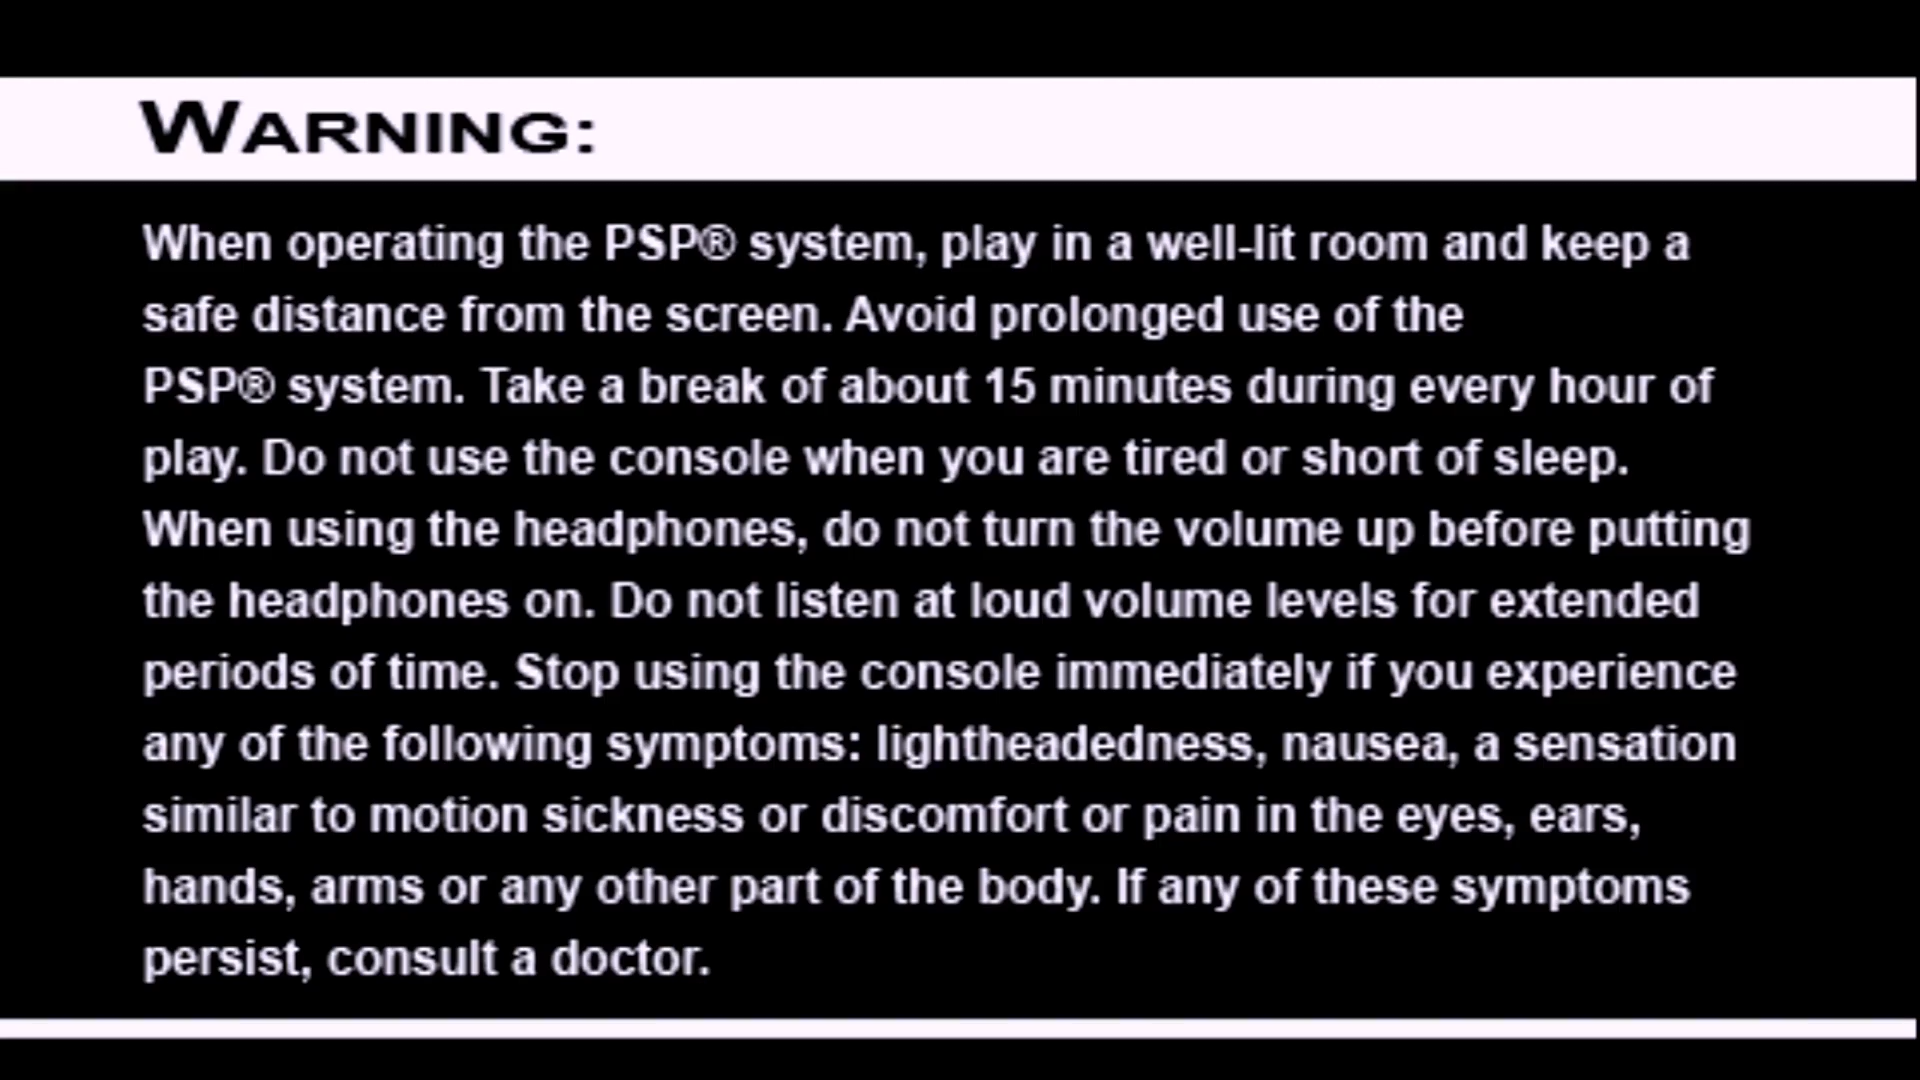 WARNING:
When operating the PSP® system, play in a well-lit room and keep a
safe distance from the screen. Avoid prolonged use of the
PSP® system. Take a break of about 15 minutes during every hour of
play. Do not use the console when you are tired or short of sleep.
When using the headphones, do not turn the volume up before putting
the headphones on. Do not listen at loud volume levels for extended
periods of time. Stop using the console immediately if you experience
any of the following symptoms: lightheadedness, nausea, a sensation
similar to motion sickness or discomfort or pain in the eyes, ears,
hands, arms or any other part of the body. If any of these symptoms
persist, consult a doctor.